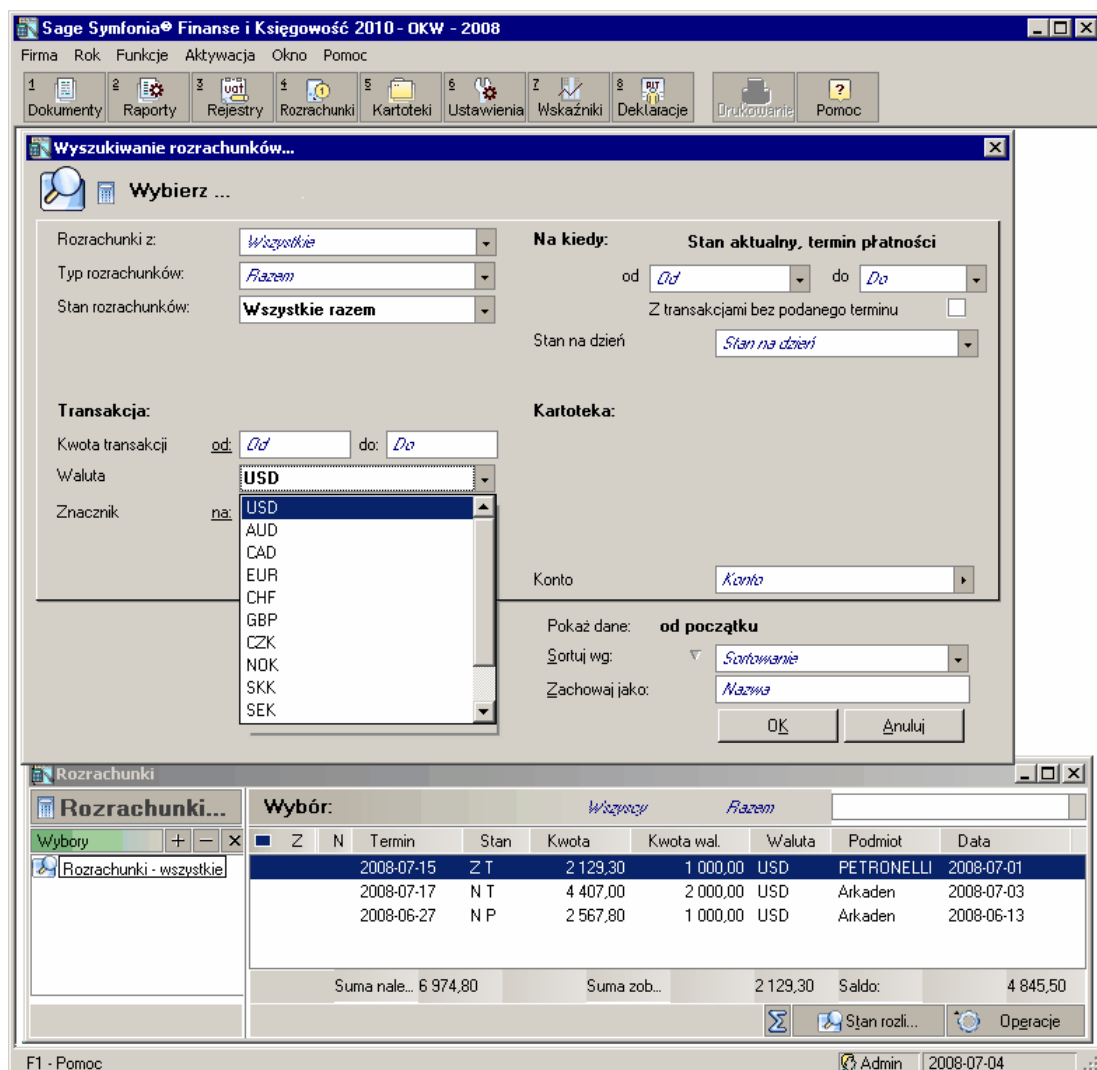 Sage Symfonia® Finanse i Księgowość 2010 - OKW - 2008
Firma Rok Funkcje Aktywacja Okno Pomoc
1 2 3 4 5 6 7 8
Dokumenty Raporty Rejestry Rozrachunki Kartoteki Ustawienia Wskaźniki Deklaracje Drukowanie Pomoc
Wyszukiwanie rozrachunków...
Wybierz ...
Rozrachunki z: Wszystkie Na kiedy: Stan aktualny, termin płatności
Typ rozrachunków: Razem od Od do Do
Stan rozrachunków: Wszystkie razem Z transakcjami bez podanego terminu
Stan na dzień Stan na dzień
Transakcja: Kartoteka:
Kwota transakcji od: Od do: Do
Waluta USD
Znacznik na: USD
AUD
CAD
EUR
CHF
GBP
CZK
NOK
SKK
SEK
Konto Konto
Pokaż dane: od początku
Sortuj wg: Sortowanie
Zachowaj jako: Nazwa
OK Anuluj
Rozrachunki
Rozrachunki... Wybór: Wszyscy Razem
Wybory Z N Termin Stan Kwota Kwota wal. Waluta Podmiot Data
Rozrachunki - wszystkie
2008-07-15 Z T 2 129,30 1 000,00 USD PETRONELLI 2008-07-01
2008-07-17 N T 4 407,00 2 000,00 USD Arkaden 2008-07-03
2008-06-27 N P 2 567,80 1 000,00 USD Arkaden 2008-06-13
Suma nale... 6 974,80 Suma zob... 2 129,30 Saldo: 4 845,50
Σ Stan rozli... Operacje
F1 - Pomoc Admin 2008-07-04